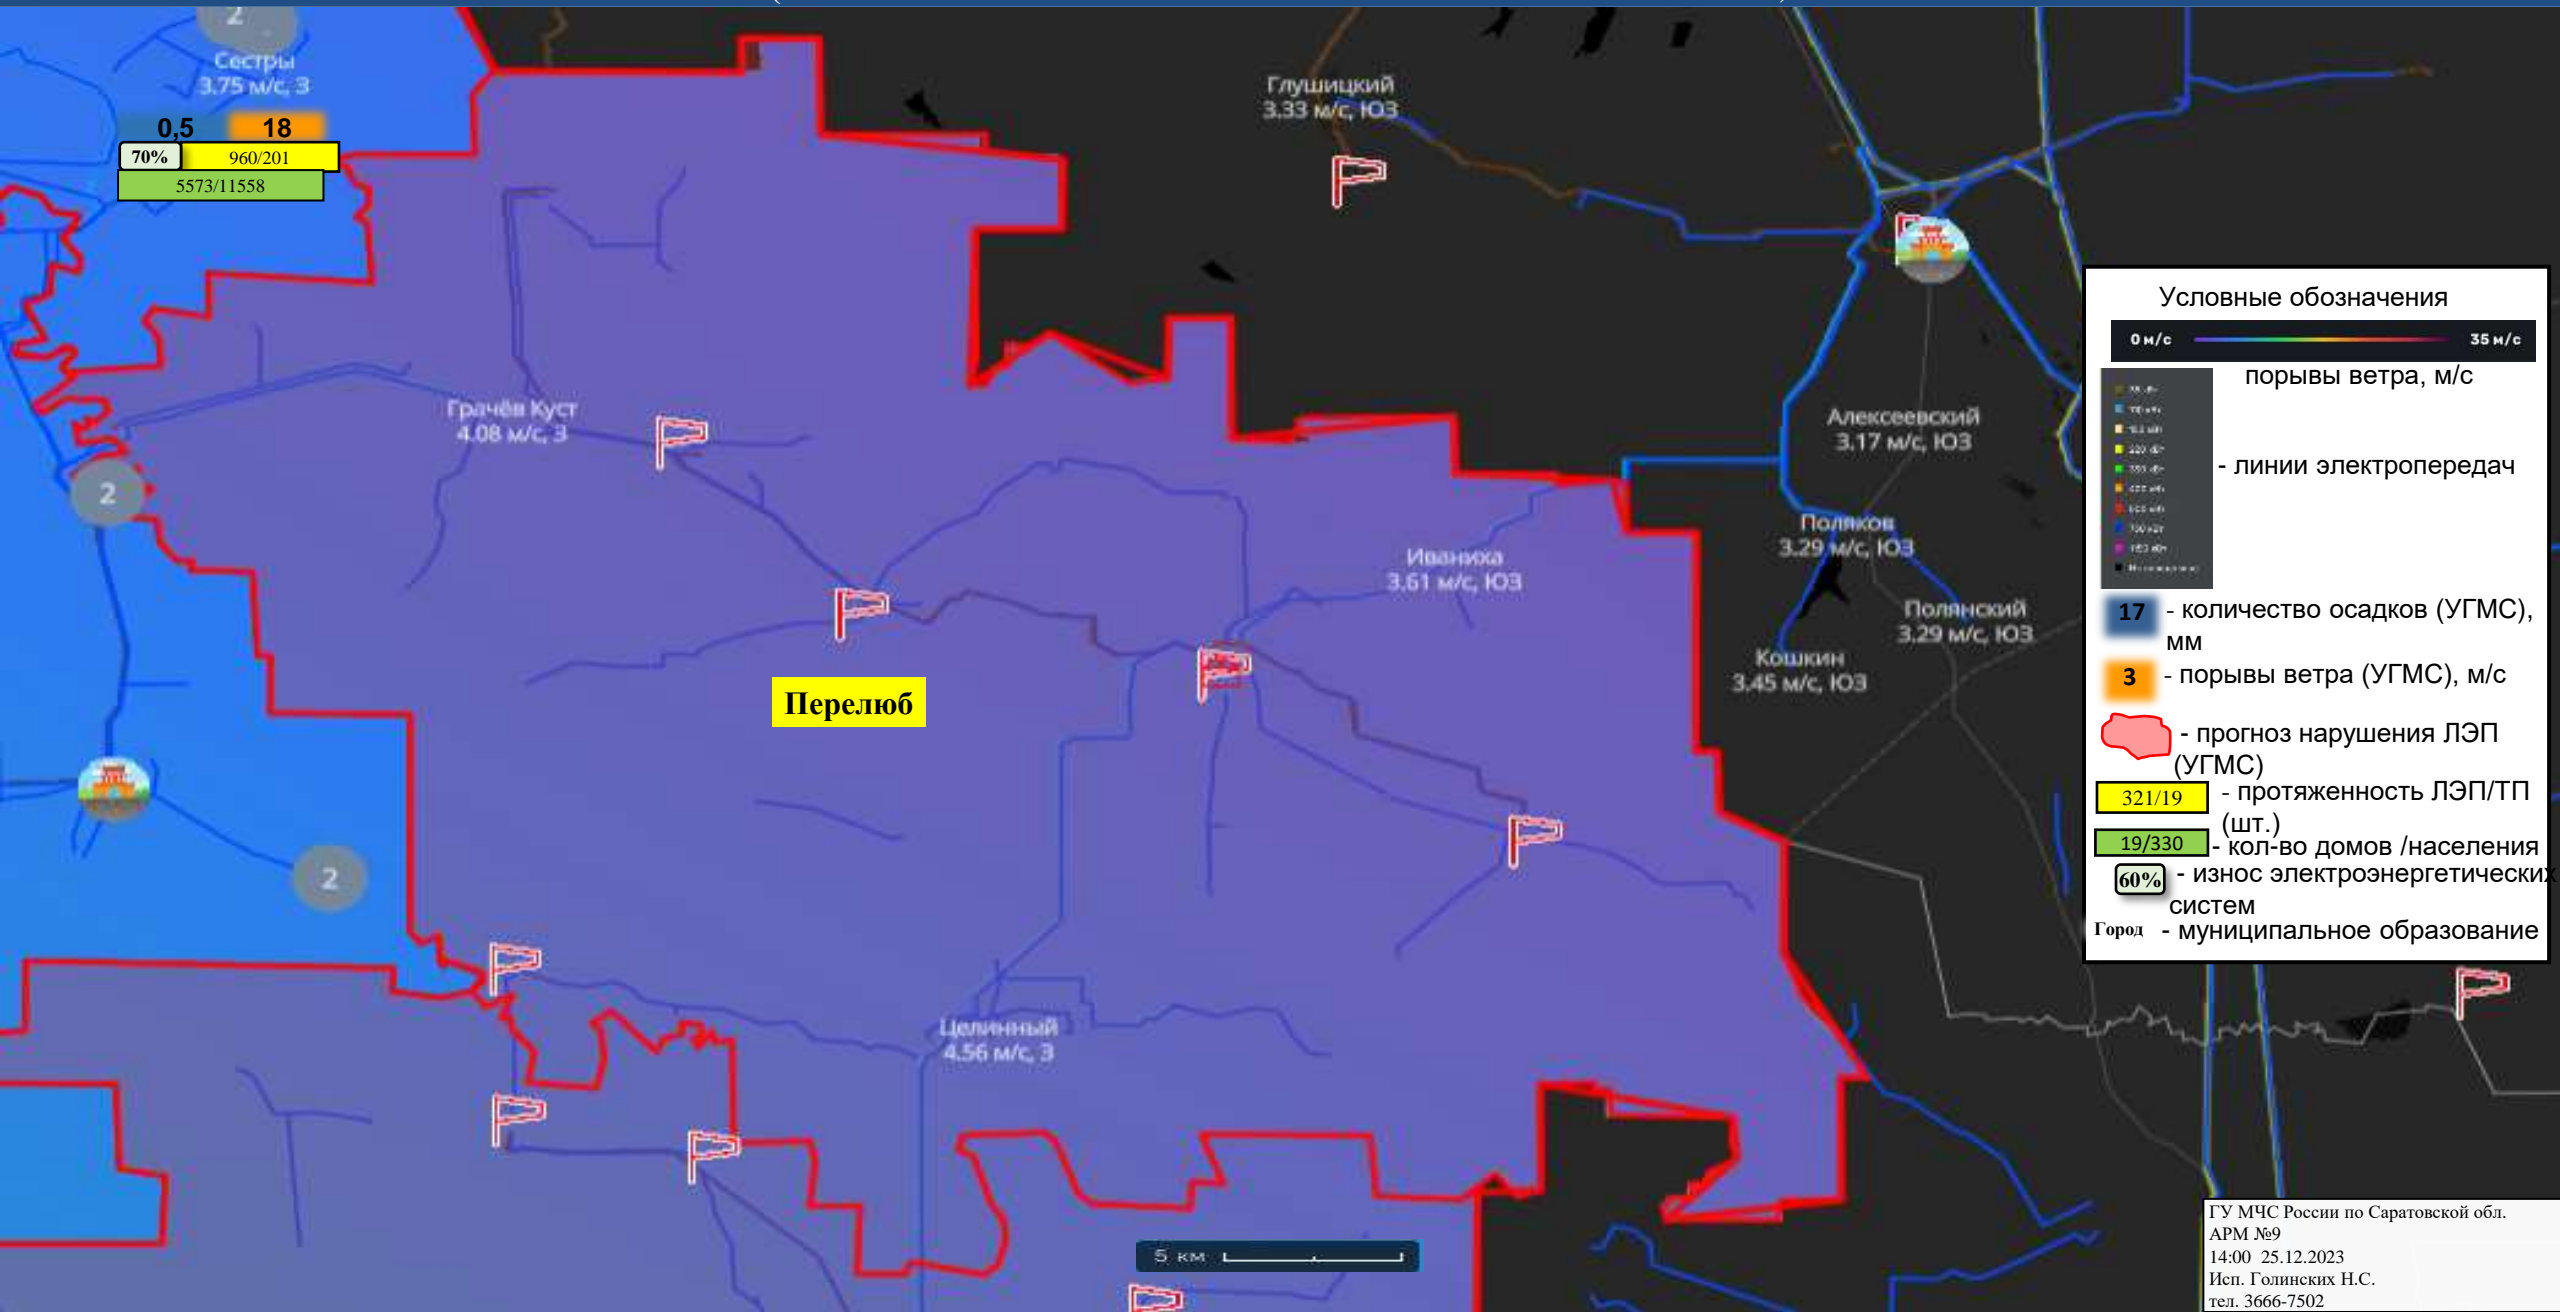 2
Сестры
3.75 м/с, З
0,5
18
70%
960/201
5573/11558
Глушицкий
3.33 м/с, ЮЗ
Грачёв Куст
4.08 м/с, З
2
Алексеевский
3.17 м/с, ЮЗ
Поляков
3.29 м/с, ЮЗ
Иваниха
3.61 м/с, ЮЗ
Полянский
3.29 м/с, ЮЗ
Кошкин
3.45 м/с, ЮЗ
Перелюб
2
Целинный
4.56 м/с, З
5 км
Условные обозначения
0 м/с
35 м/с
порывы ветра, м/с
- линии электропередач
17 - количество осадков (УГМС),
мм
3 - порывы ветра (УГМС), м/с
- прогноз нарушения ЛЭП
(УГМС)
321/19 - протяженность ЛЭП/ТП
(шт.)
19/330 - кол-во домов /населения
60% - износ электроэнергетических
систем
Город - муниципальное образование
ГУ МЧС России по Саратовской обл.
АРМ №9
14:00 25.12.2023
Исп. Голинских Н.С.
тел. 3666-7502